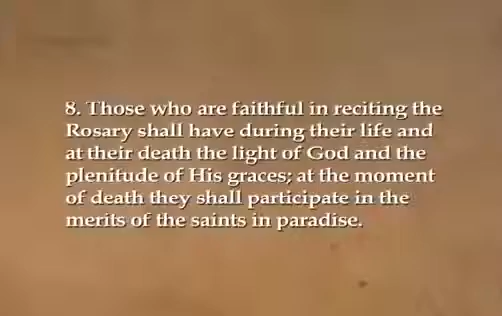 8. Those who are faithful in reciting the
Rosary shall have during their life and
at their death the light of God and the
plenitude of His graces; at the moment
of death they shall participate in the
merits of the saints in paradise.